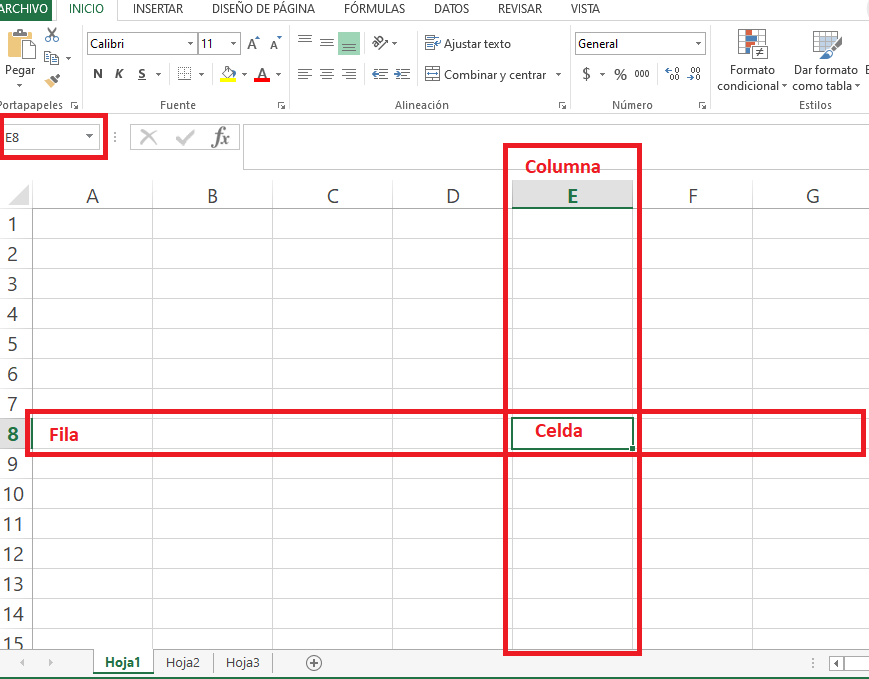 ARCHIVO INICIO INSERTAR DISEÑO DE PÁGINA FÓRMULAS DATOS REVISAR VISTA
Calibri 11 A A Ajustar texto General
Pegar Formato Dar formato
N K S A Combinar y centrar $ % 000 condicional como tabla
Portapapeles Fuente Alineación Número Estilos
E8 fx
Columna
A B C D E F G
1
2
3
4
5
6
7
8 Fila Celda
9
10
11
12
13
14
15
Hoja1 Hoja2 Hoja3